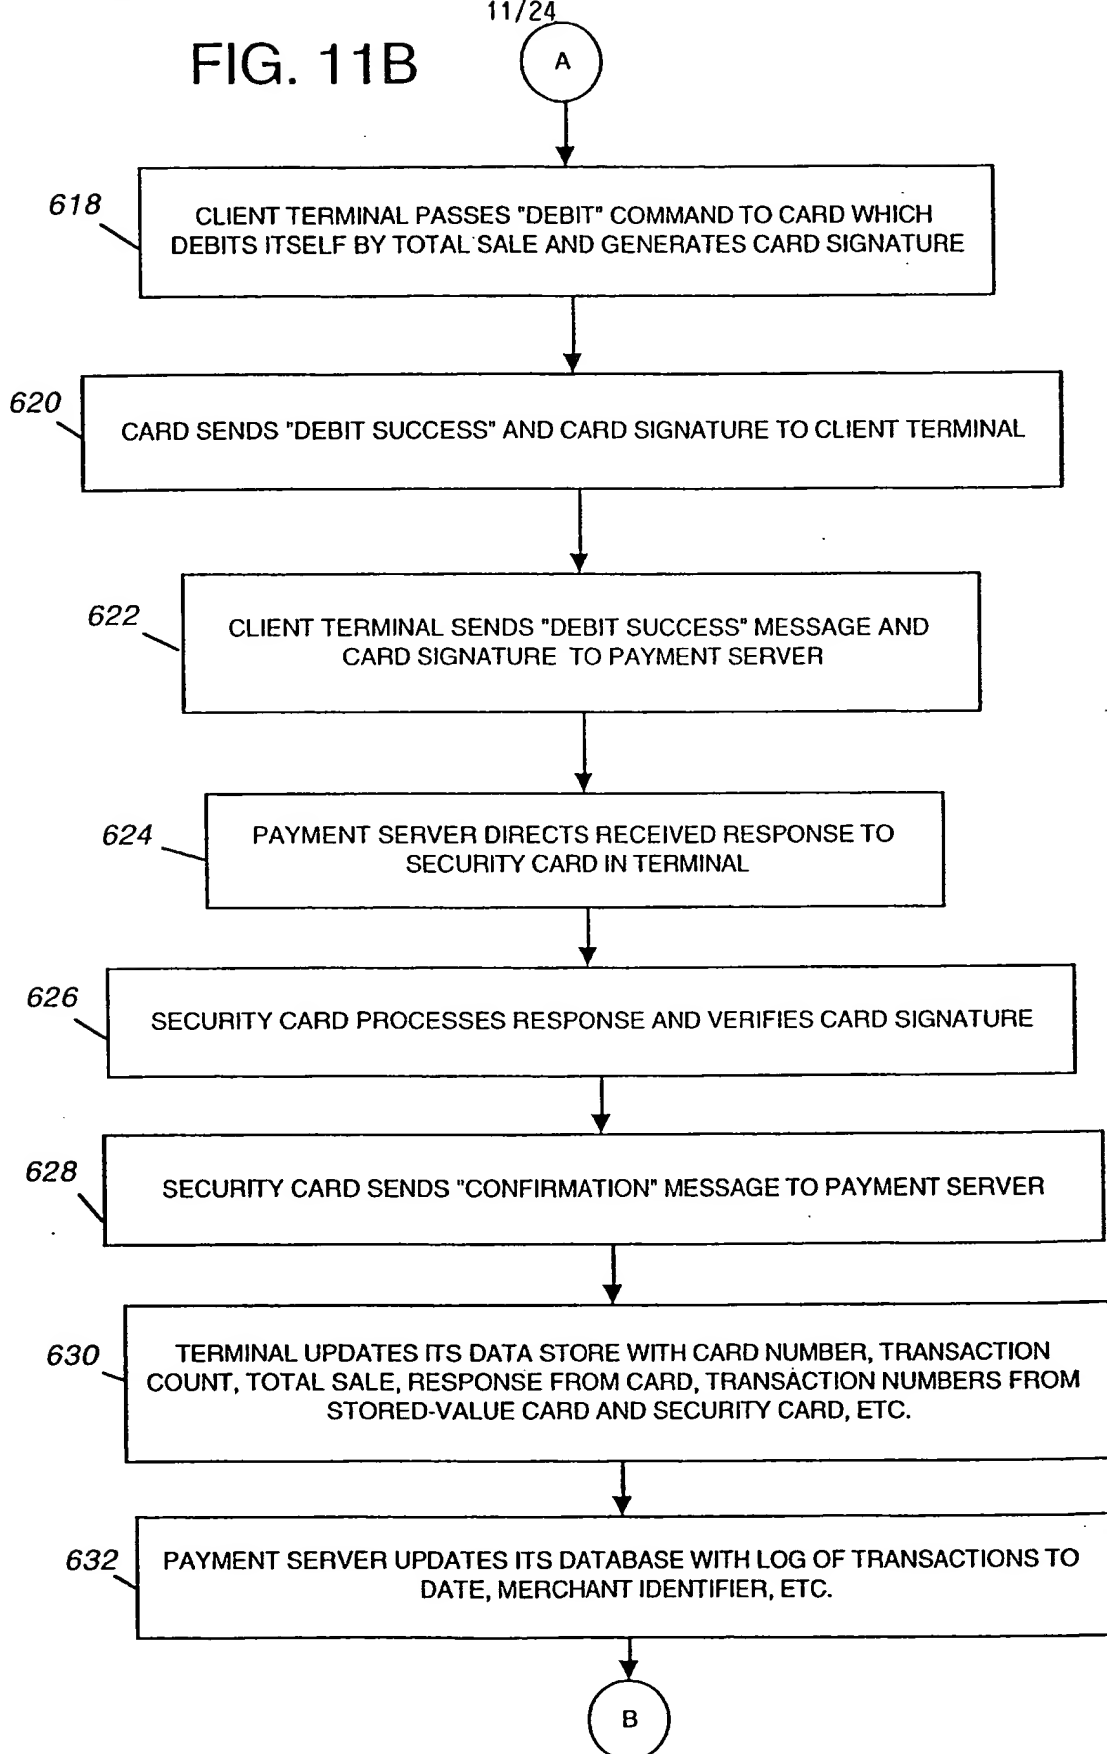 11/24
FIG. 11B
A
618
CLIENT TERMINAL PASSES "DEBIT" COMMAND TO CARD WHICH
DEBITS ITSELF BY TOTAL SALE AND GENERATES CARD SIGNATURE
620
CARD SENDS "DEBIT SUCCESS" AND CARD SIGNATURE TO CLIENT TERMINAL
622
CLIENT TERMINAL SENDS "DEBIT SUCCESS" MESSAGE AND
CARD SIGNATURE TO PAYMENT SERVER
624
PAYMENT SERVER DIRECTS RECEIVED RESPONSE TO
SECURITY CARD IN TERMINAL
626
SECURITY CARD PROCESSES RESPONSE AND VERIFIES CARD SIGNATURE
628
SECURITY CARD SENDS "CONFIRMATION" MESSAGE TO PAYMENT SERVER
630
TERMINAL UPDATES ITS DATA STORE WITH CARD NUMBER, TRANSACTION
COUNT, TOTAL SALE, RESPONSE FROM CARD, TRANSACTION NUMBERS FROM
STORED-VALUE CARD AND SECURITY CARD, ETC.
632
PAYMENT SERVER UPDATES ITS DATABASE WITH LOG OF TRANSACTIONS TO
DATE, MERCHANT IDENTIFIER, ETC.
B